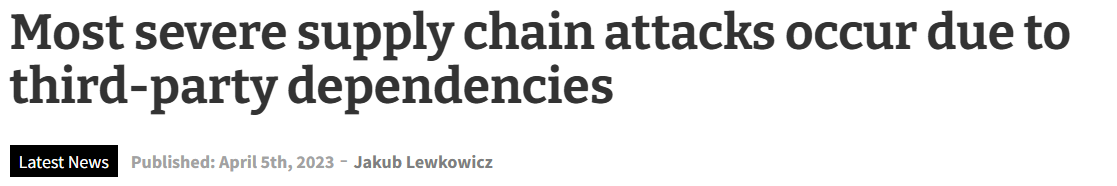 Most severe supply chain attacks occur due to
third-party dependencies
Latest News Published: April 5th, 2023 - Jakub Lewkowicz